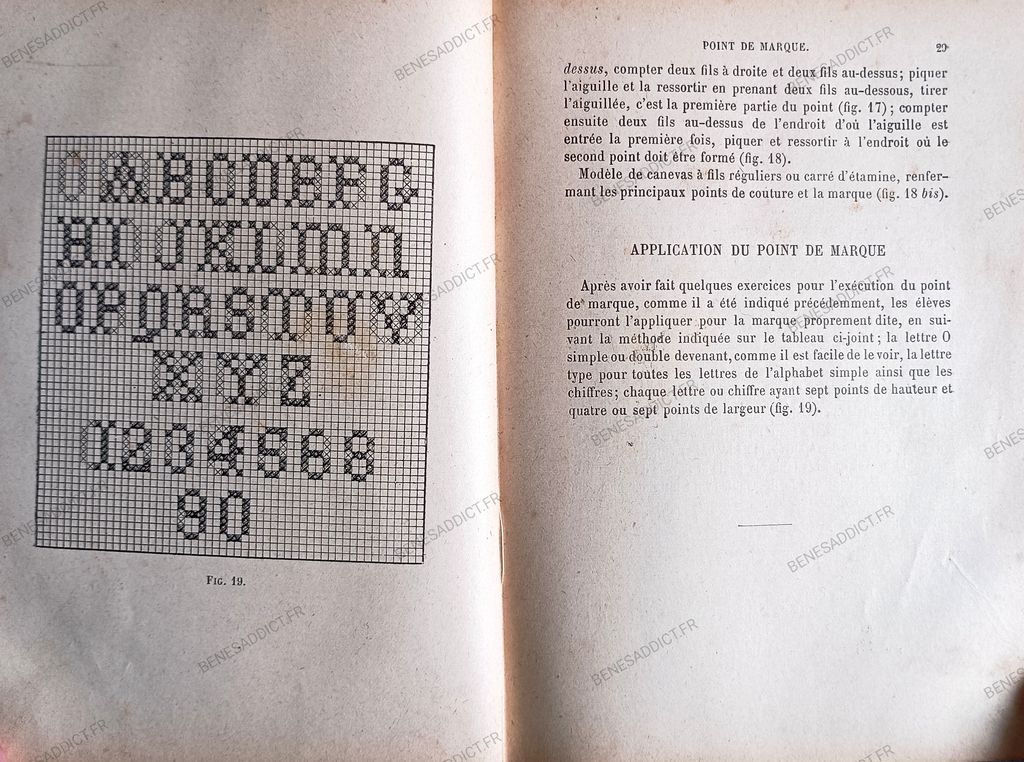 OABCDEFG
HIJKLMN
OPQRSTUV
XYZ
1234568
90
FIG. 19.
POINT DE MARQUE. 29
dessus, compter deux fils à droite et deux fils au-dessus; piquer
l'aiguille et la ressortir en prenant deux fils au-dessous, tirer
l'aiguillée, c'est la première partie du point (fig. 17); compter
ensuite deux fils au-dessus de l'endroit d'où l'aiguille est
entrée la première fois, piquer et ressortir à l'endroit où le
second point doit être formé (fig. 18).
Modèle de canevas à fils réguliers ou carré d'étamine, renfer-
mant les principaux points de couture et la marque (fig. 18 bis).
APPLICATION DU POINT DE MARQUE
Après avoir fait quelques exercices pour l'exécution du point
de marque, comme il a été indiqué précédemment, les élèves
pourront l'appliquer pour la marque proprement dite, en sui-
vant la méthode indiquée sur le tableau ci-joint; la lettre O
simple ou double devenant, comme il est facile de le voir, la lettre
type pour toutes les lettres de l'alphabet simple ainsi que les
chiffres; chaque lettre ou chiffre ayant sept points de hauteur et
quatre ou sept points de largeur (fig. 19).
BENESADDICT.FR